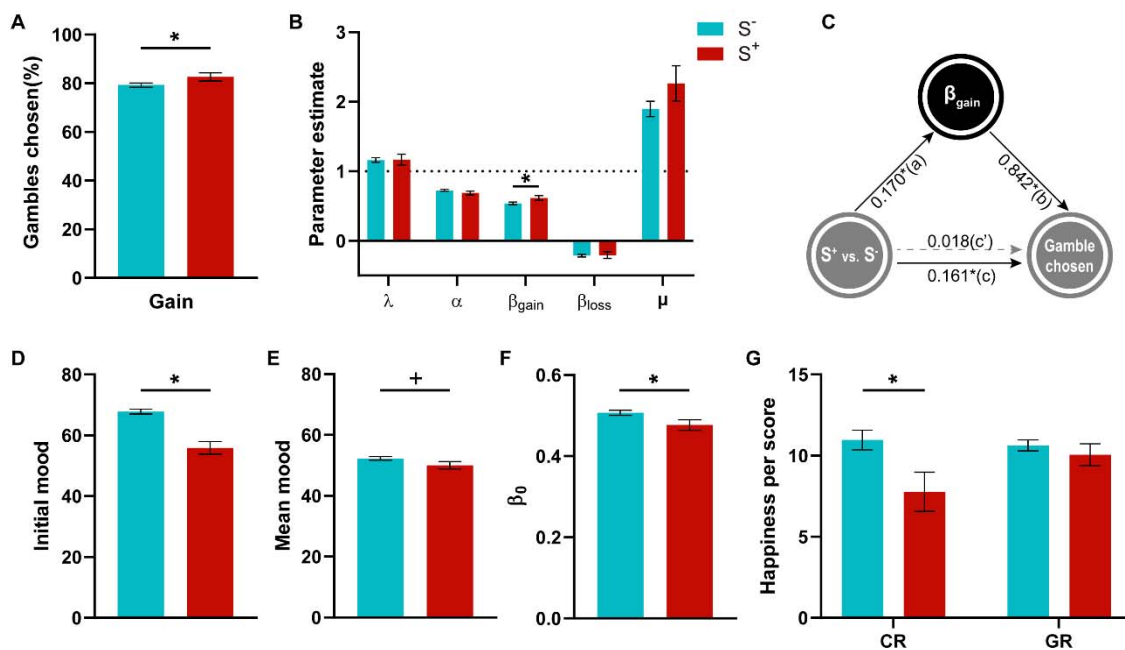 A
Gambles chosen(%)
100
80
60
40
20
0
*
Gain
B
Parameter estimate
3
2
1
0
*
λ α β_gain β_loss μ
S⁻
S⁺
C
β_gain
0.170*(a)
0.842*(b)
S⁺ vs. S⁻
0.018(c')
0.161*(c)
Gamble
chosen
D
Initial mood
80
60
40
20
0
*
E
Mean mood
80
60
40
20
0
+
F
β₀
0.6
0.4
0.2
0.0
*
G
Happiness per score
15
10
5
0
*
CR GR